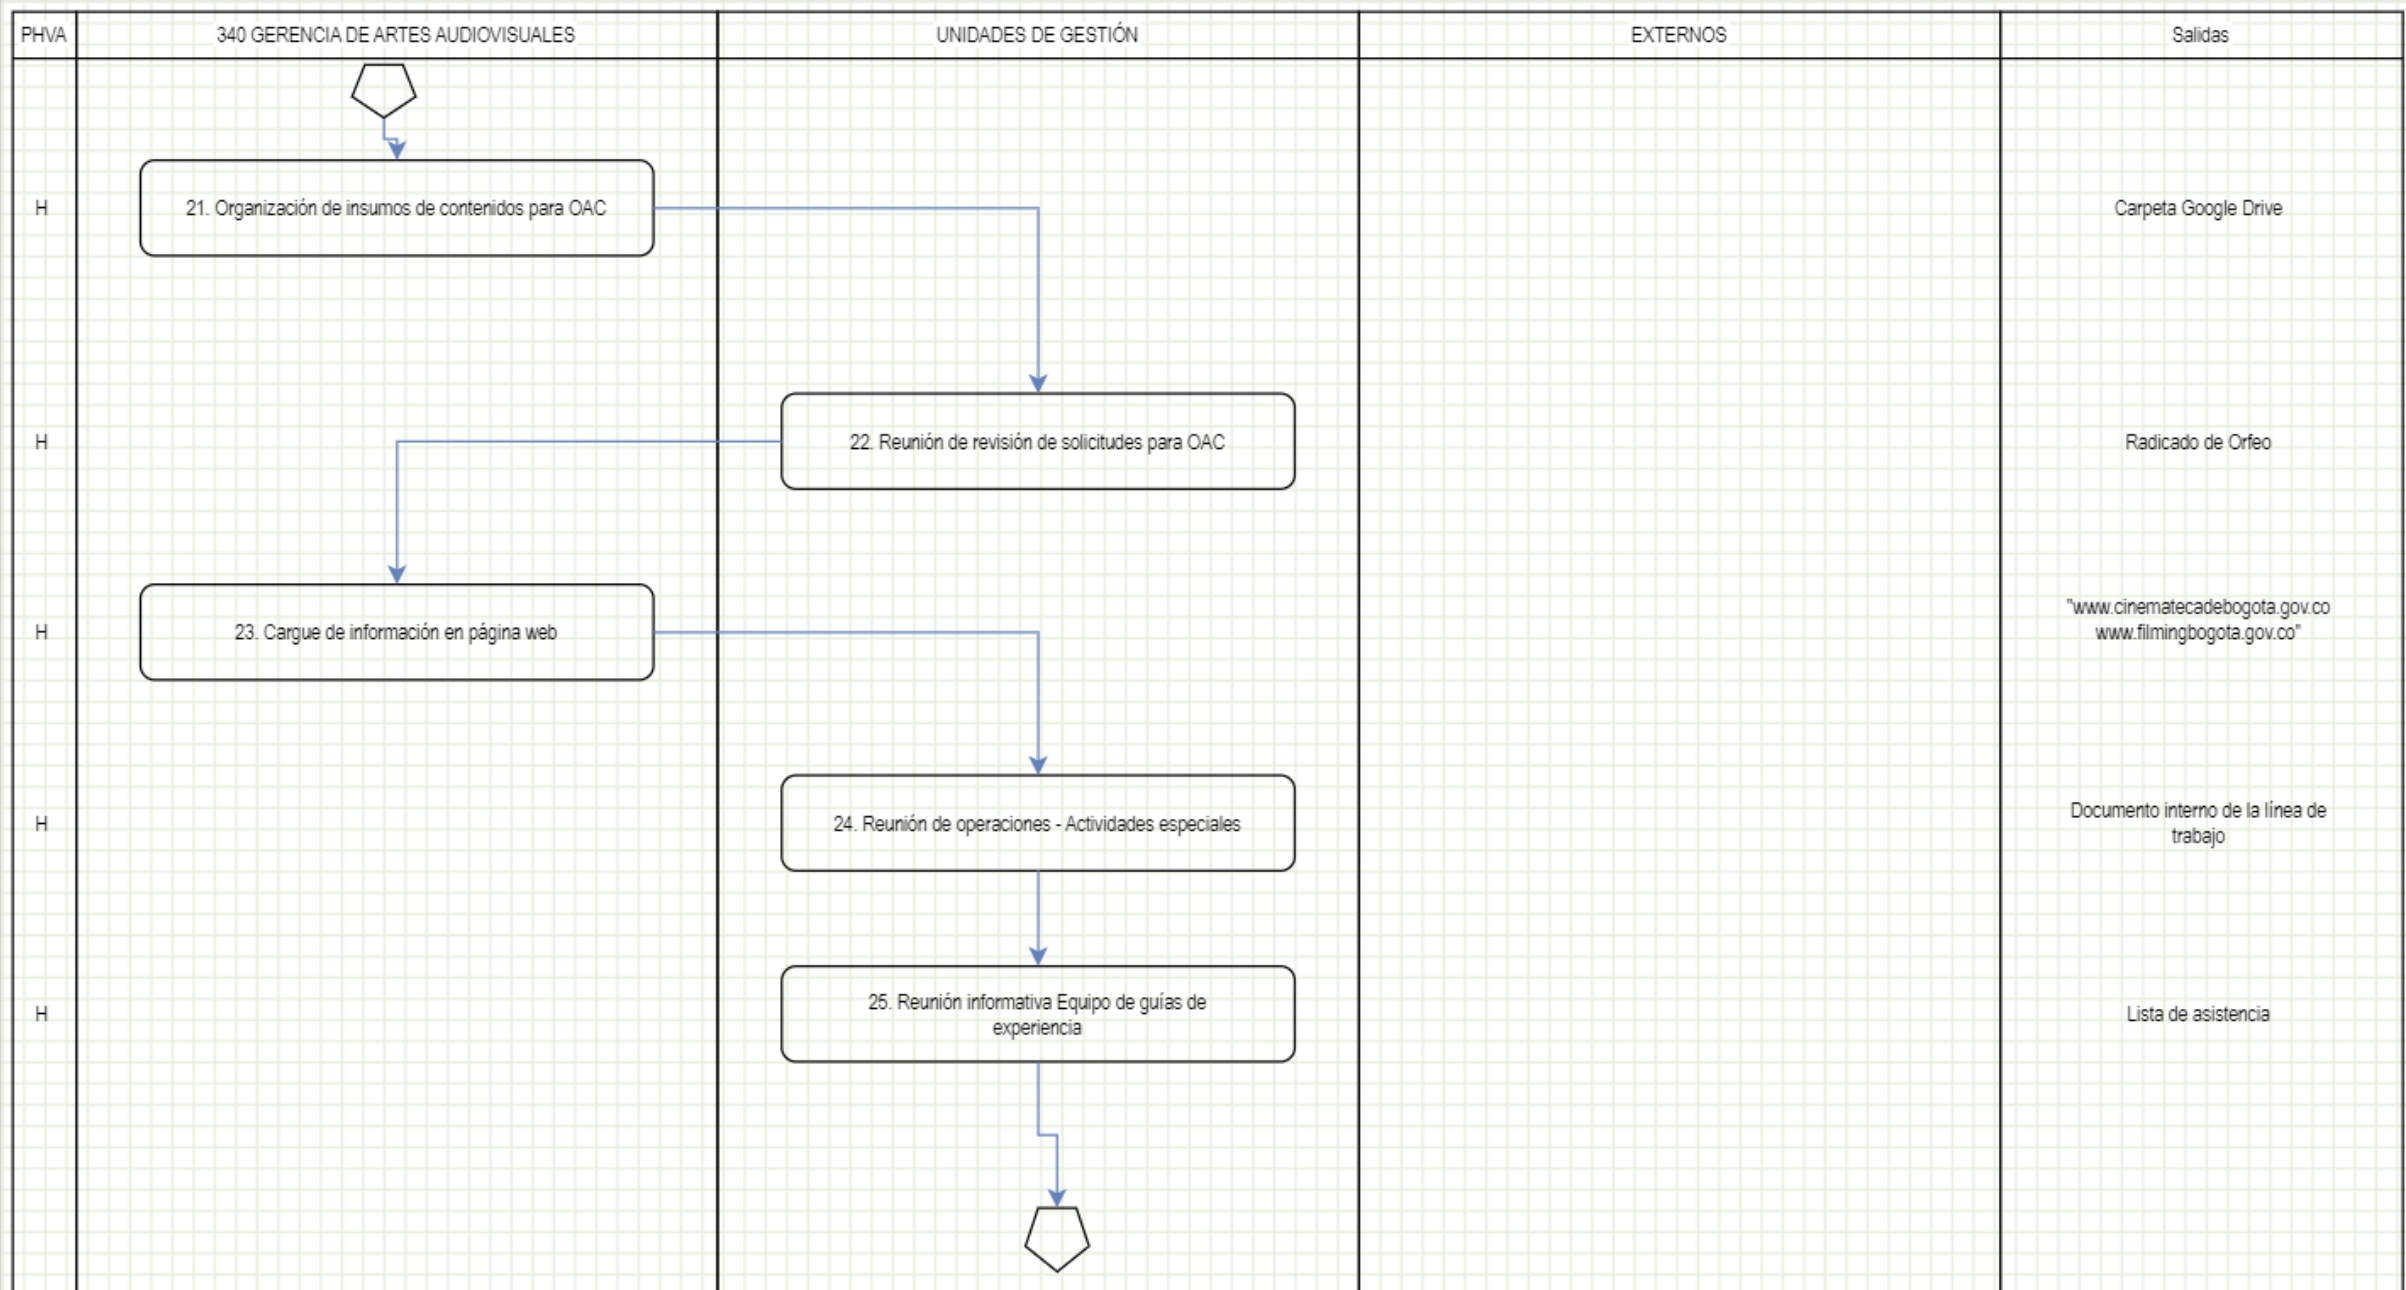 PHVA
340 GERENCIA DE ARTES AUDIOVISUALES
UNIDADES DE GESTIÓN
EXTERNOS
Salidas
H
21. Organización de insumos de contenidos para OAC
Carpeta Google Drive
H
22. Reunión de revisión de solicitudes para OAC
Radicado de Orfeo
H
23. Cargue de información en página web
"www.cinematecadebogota.gov.co
www.filmingbogota.gov.co"
H
24. Reunión de operaciones - Actividades especiales
Documento interno de la línea de
trabajo
H
25. Reunión informativa Equipo de guías de
experiencia
Lista de asistencia